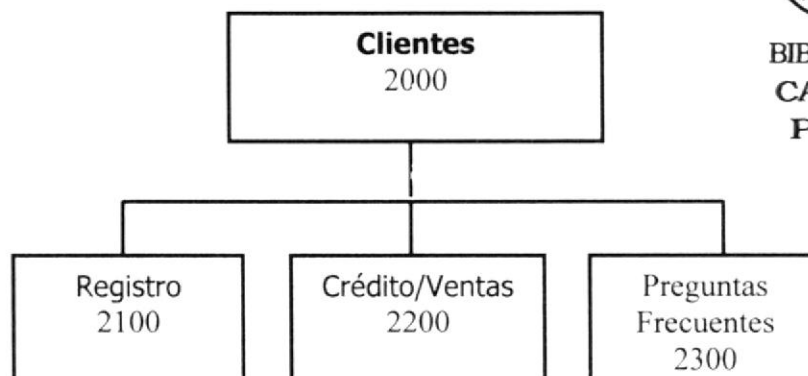 Clientes
2000
Registro
2100
Crédito/Ventas
2200
Preguntas
Frecuentes
2300